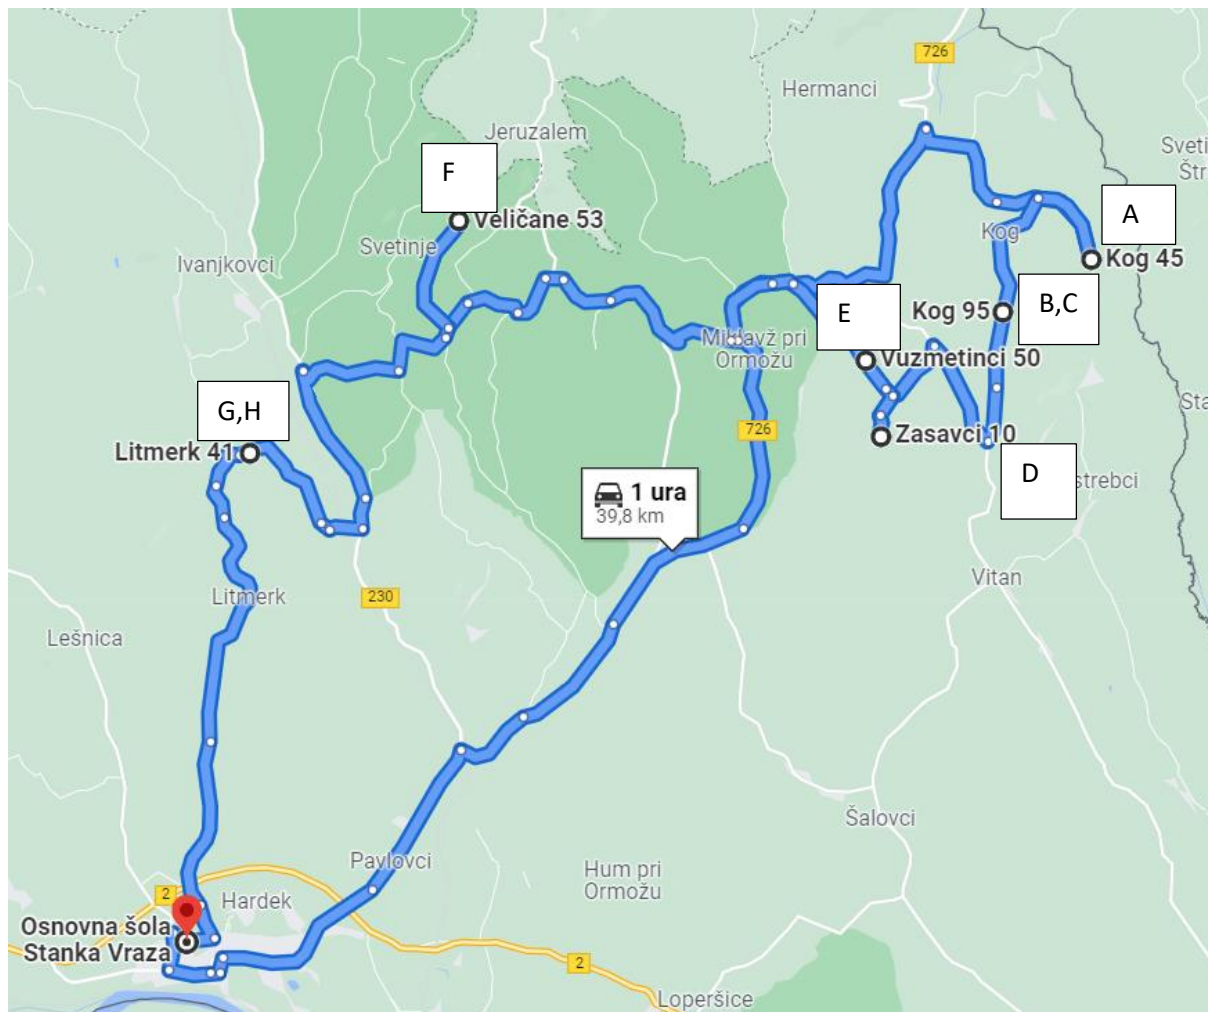 726
Hermanci
Jeruzalem
Sveti
Štr
F
A
Veličane 53
Svetinje
Kog
Kog 45
Ivanjkovci
B,C
E
Kog 95
Miklavž pri
Ormožu
Vuzmetinci 50
G,H
Sta
726
Litmerk 41
Zasavci 10
D
strebci
1 ura
39,8 km
Vitan
230
Litmerk
Lešnica
Šalovci
Pavlovci
Hum pri
Ormožu
2
Hardek
Osnovna šola
Stanka Vraza
2
Loperšice